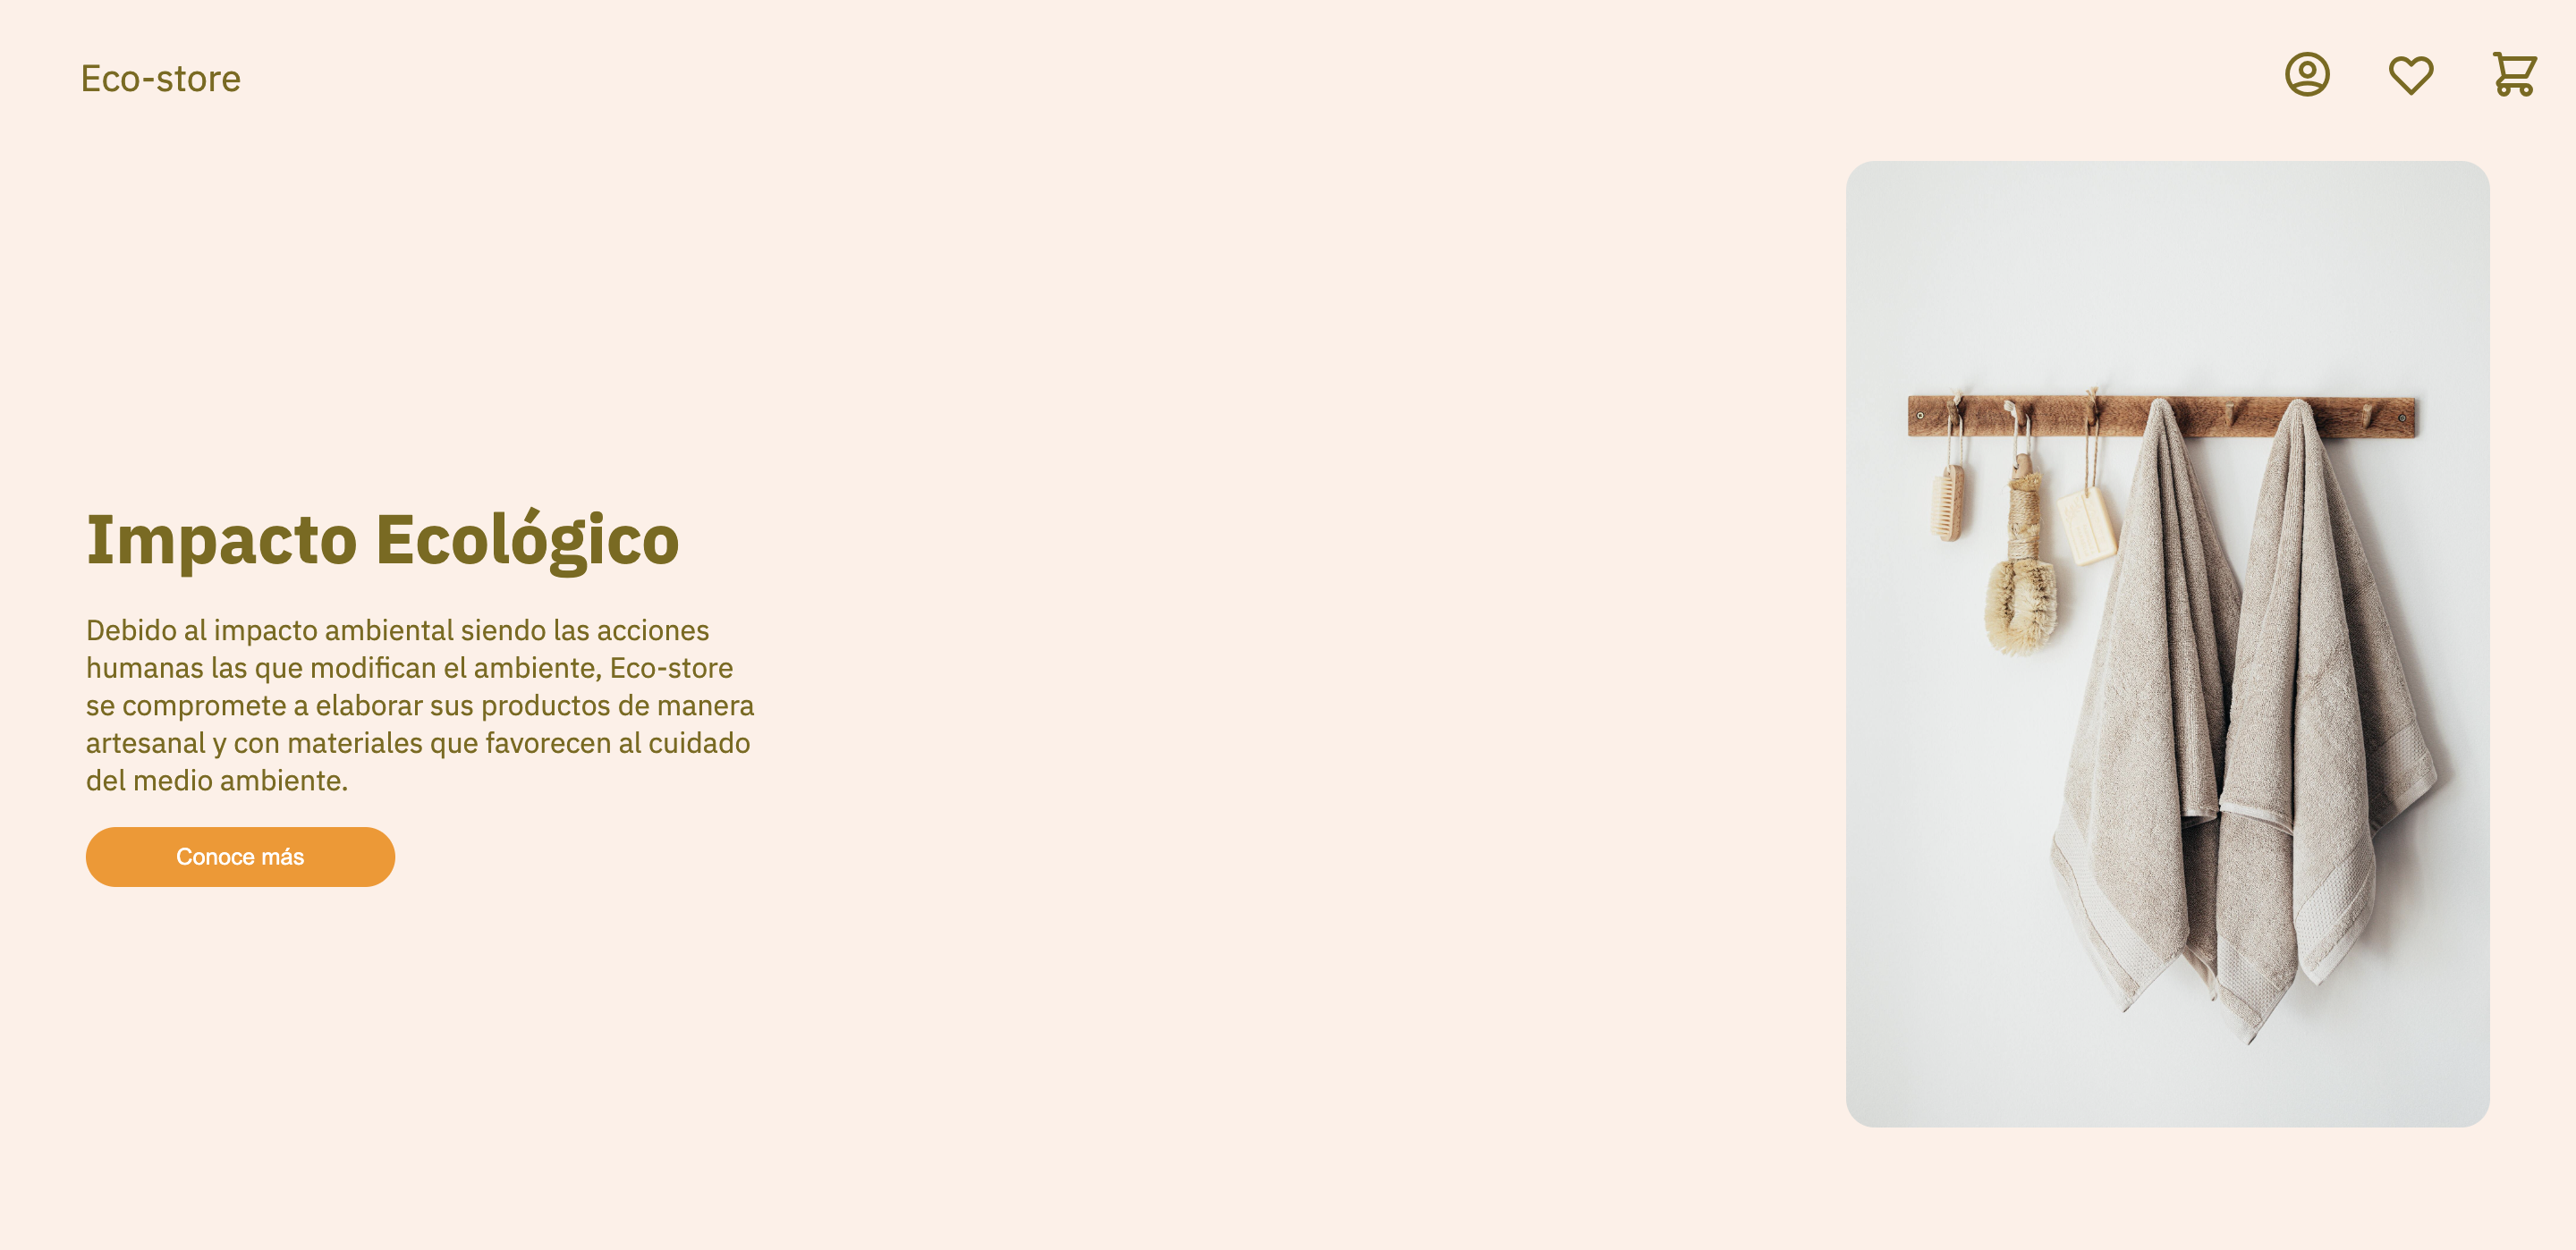 Eco-store
Impacto Ecológico
Debido al impacto ambiental siendo las acciones
humanas las que modifican el ambiente, Eco-store
se compromete a elaborar sus productos de manera
artesanal y con materiales que favorecen al cuidado
del medio ambiente.
Conoce más